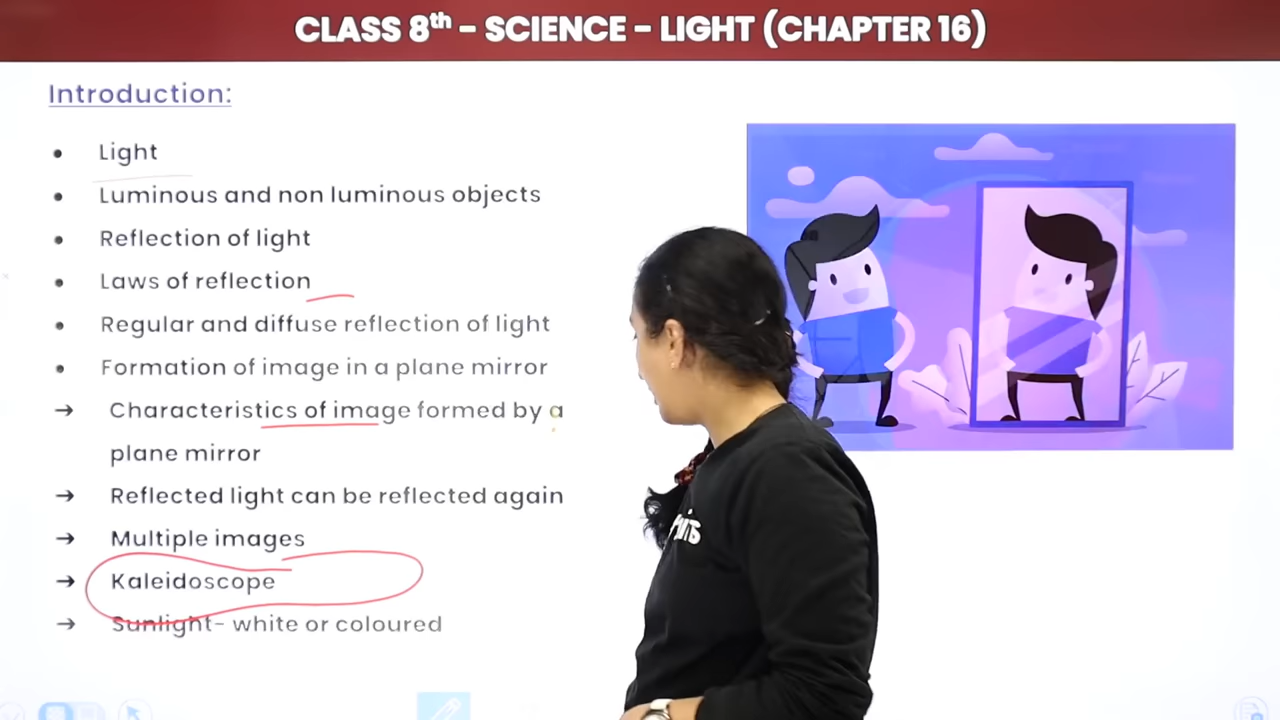 CLASS 8th - SCIENCE - LIGHT (CHAPTER 16)
Introduction:
• Light
• Luminous and non luminous objects
• Reflection of light
• Laws of reflection
• Regular and diffuse reflection of light
• Formation of image in a plane mirror
→ Characteristics of image formed by a
plane mirror
→ Reflected light can be reflected again
→ Multiple images
→ Kaleidoscope
→ Sunlight- white or coloured